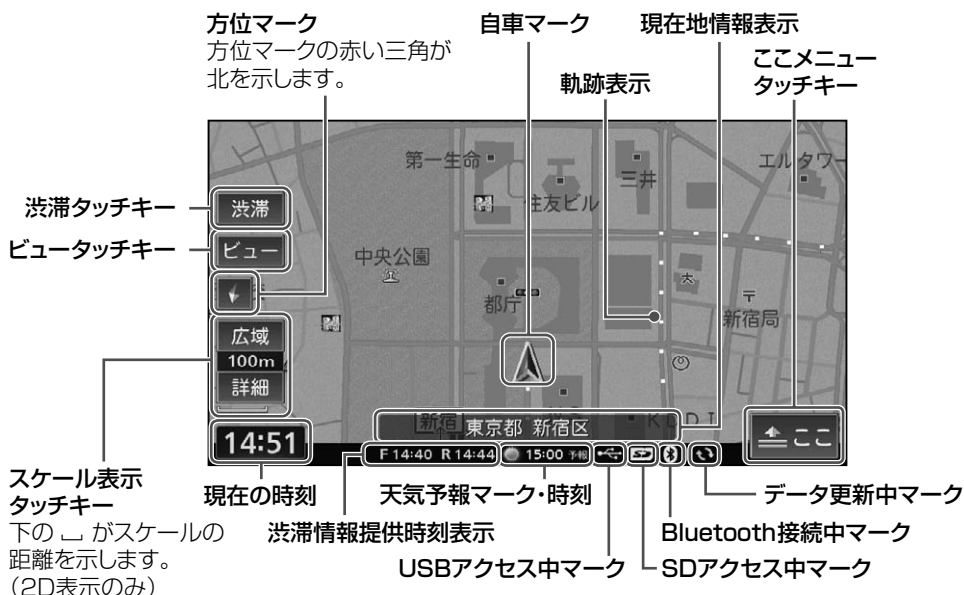 方位マーク
方位マークの赤い三角が
北を示します。
自車マーク
現在地情報表示
軌跡表示
ここメニュー
タッチキー
渋滞タッチキー
ビュータッチキー
第一生命
三井
エルタワー
住友ビル
渋滞
ビュー
中央公園
都庁
大
〒
新宿局
広域
100m
詳細
KDDI
新宿
東京都 新宿区
14:51
F 14:40 R 14:44
15:00 予報
ここ
スケール表示
タッチキー
下の ⎵ がスケールの
距離を示します。
(2D表示のみ)
現在の時刻
天気予報マーク・時刻
データ更新中マーク
渋滞情報提供時刻表示
Bluetooth接続中マーク
USBアクセス中マーク
SDアクセス中マーク